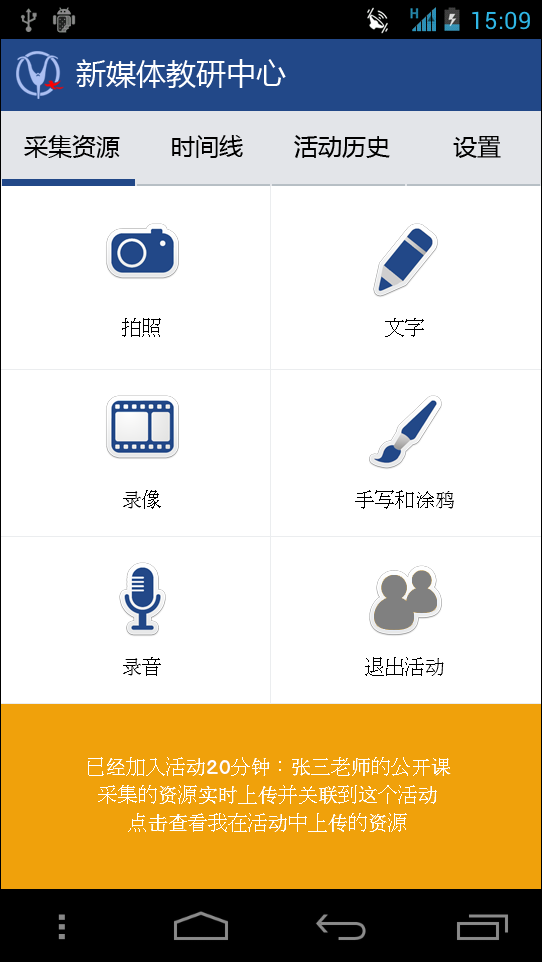 H 15:09
新媒体教研中心
采集资源 时间线 活动历史 设置
拍照 文字
录像 手写和涂鸦
录音 退出活动
已经加入活动20分钟：张三老师的公开课
采集的资源实时上传并关联到这个活动
点击查看我在活动中上传的资源